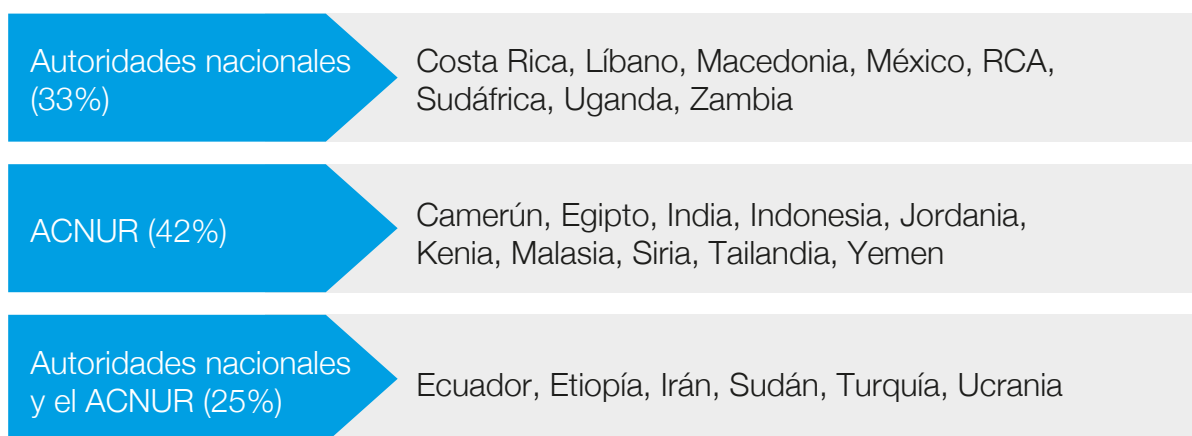 Autoridades nacionales
(33%)
Costa Rica, Líbano, Macedonia, México, RCA,
Sudáfrica, Uganda, Zambia
ACNUR (42%)
Camerún, Egipto, India, Indonesia, Jordania,
Kenia, Malasia, Siria, Tailandia, Yemen
Autoridades nacionales
y el ACNUR (25%)
Ecuador, Etiopía, Irán, Sudán, Turquía, Ucrania